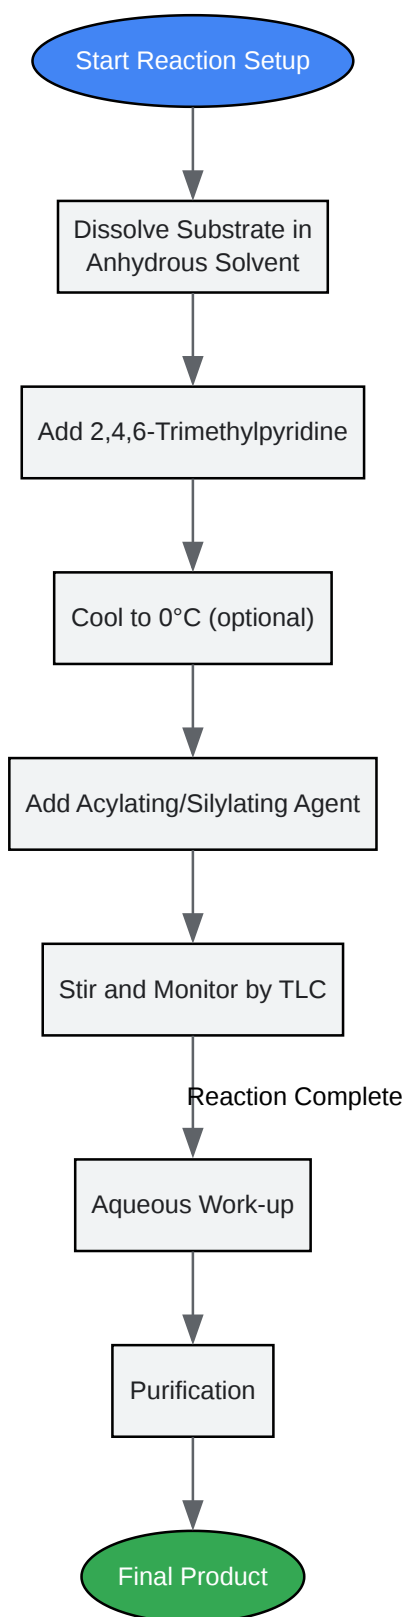 Start Reaction Setup
Dissolve Substrate in
Anhydrous Solvent
Add 2,4,6-Trimethylpyridine
Cool to 0°C (optional)
Add Acylating/Silylating Agent
Stir and Monitor by TLC
Reaction Complete
Aqueous Work-up
Purification
Final Product